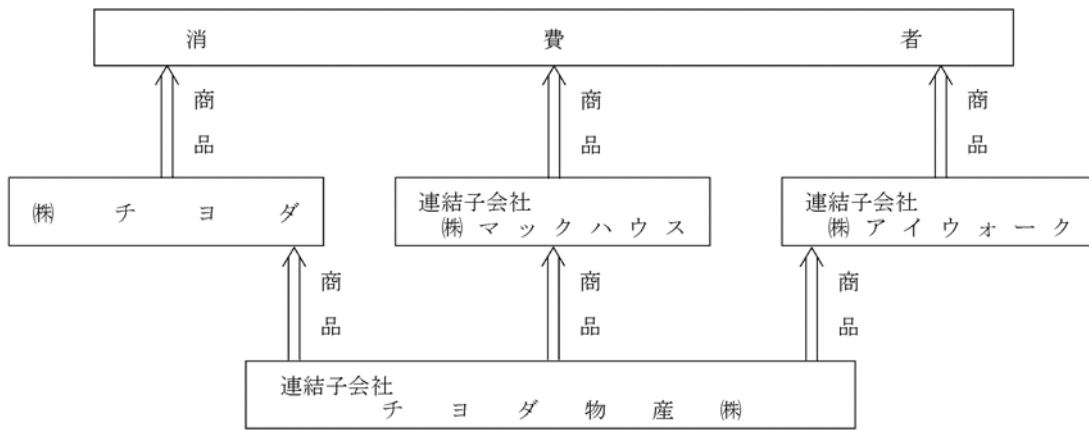 消費者
商品
商品
商品
㈱チヨダ
連結子会社
㈱マックハウス
連結子会社
㈱アイウォーク
商品
商品
商品
連結子会社
チヨダ物産㈱